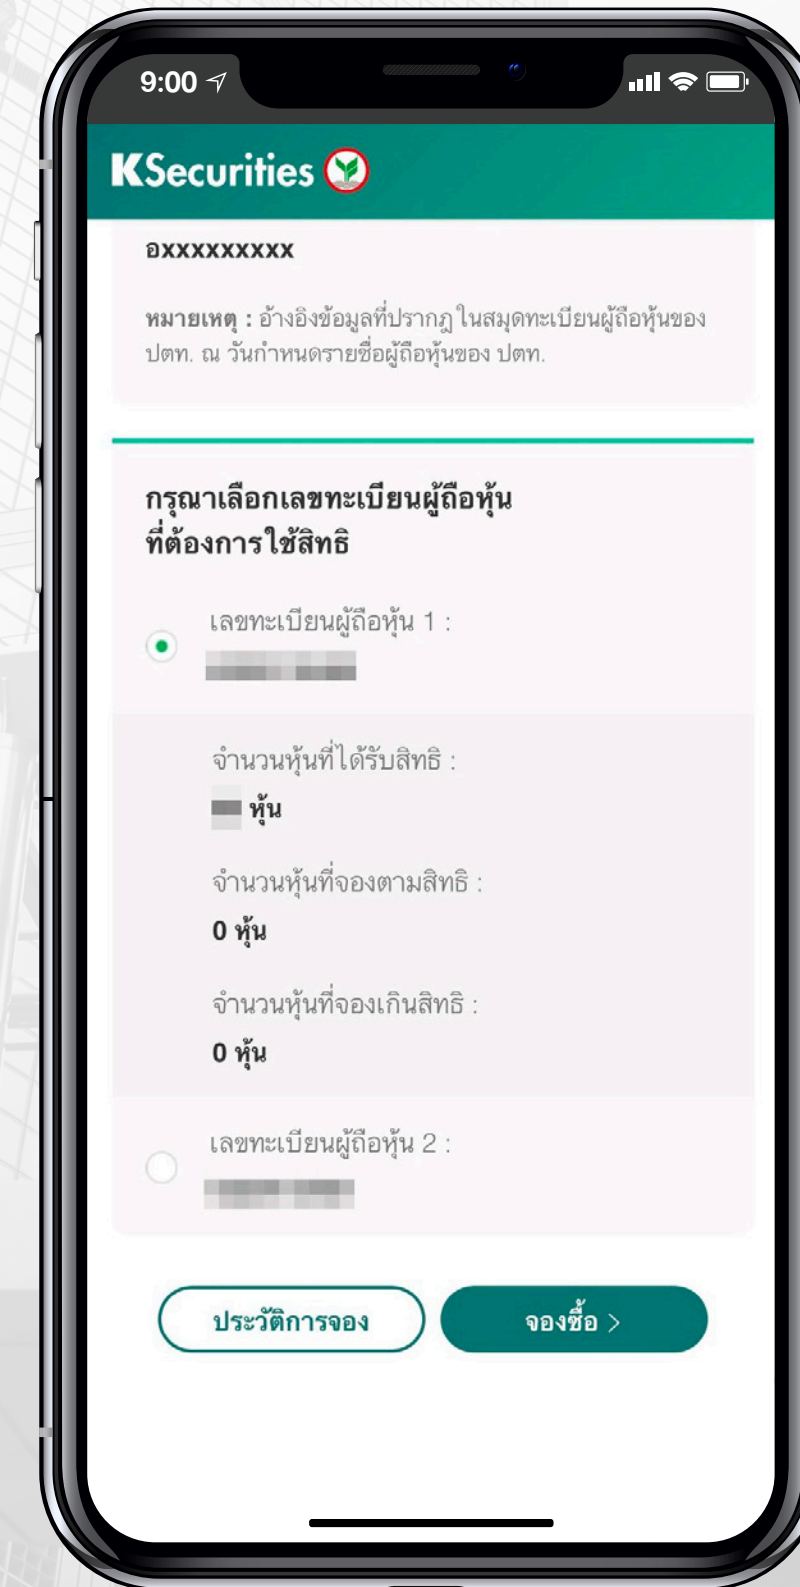 9:00
KSecurities
อxxxxxxxxx
หมายเหตุ : อ้างอิงข้อมูลที่ปรากฏ ในสมุดทะเบียนผู้ถือหุ้นของ
ปตท. ณ วันกำหนดรายชื่อผู้ถือหุ้นของ ปตท.
กรุณาเลือกเลขทะเบียนผู้ถือหุ้น
ที่ต้องการใช้สิทธิ
เลขทะเบียนผู้ถือหุ้น 1 :
จำนวนหุ้นที่ได้รับสิทธิ :
หุ้น
จำนวนหุ้นที่จองตามสิทธิ :
0 หุ้น
จำนวนหุ้นที่จองเกินสิทธิ :
0 หุ้น
เลขทะเบียนผู้ถือหุ้น 2 :
ประวัติการจอง
จองซื้อ >